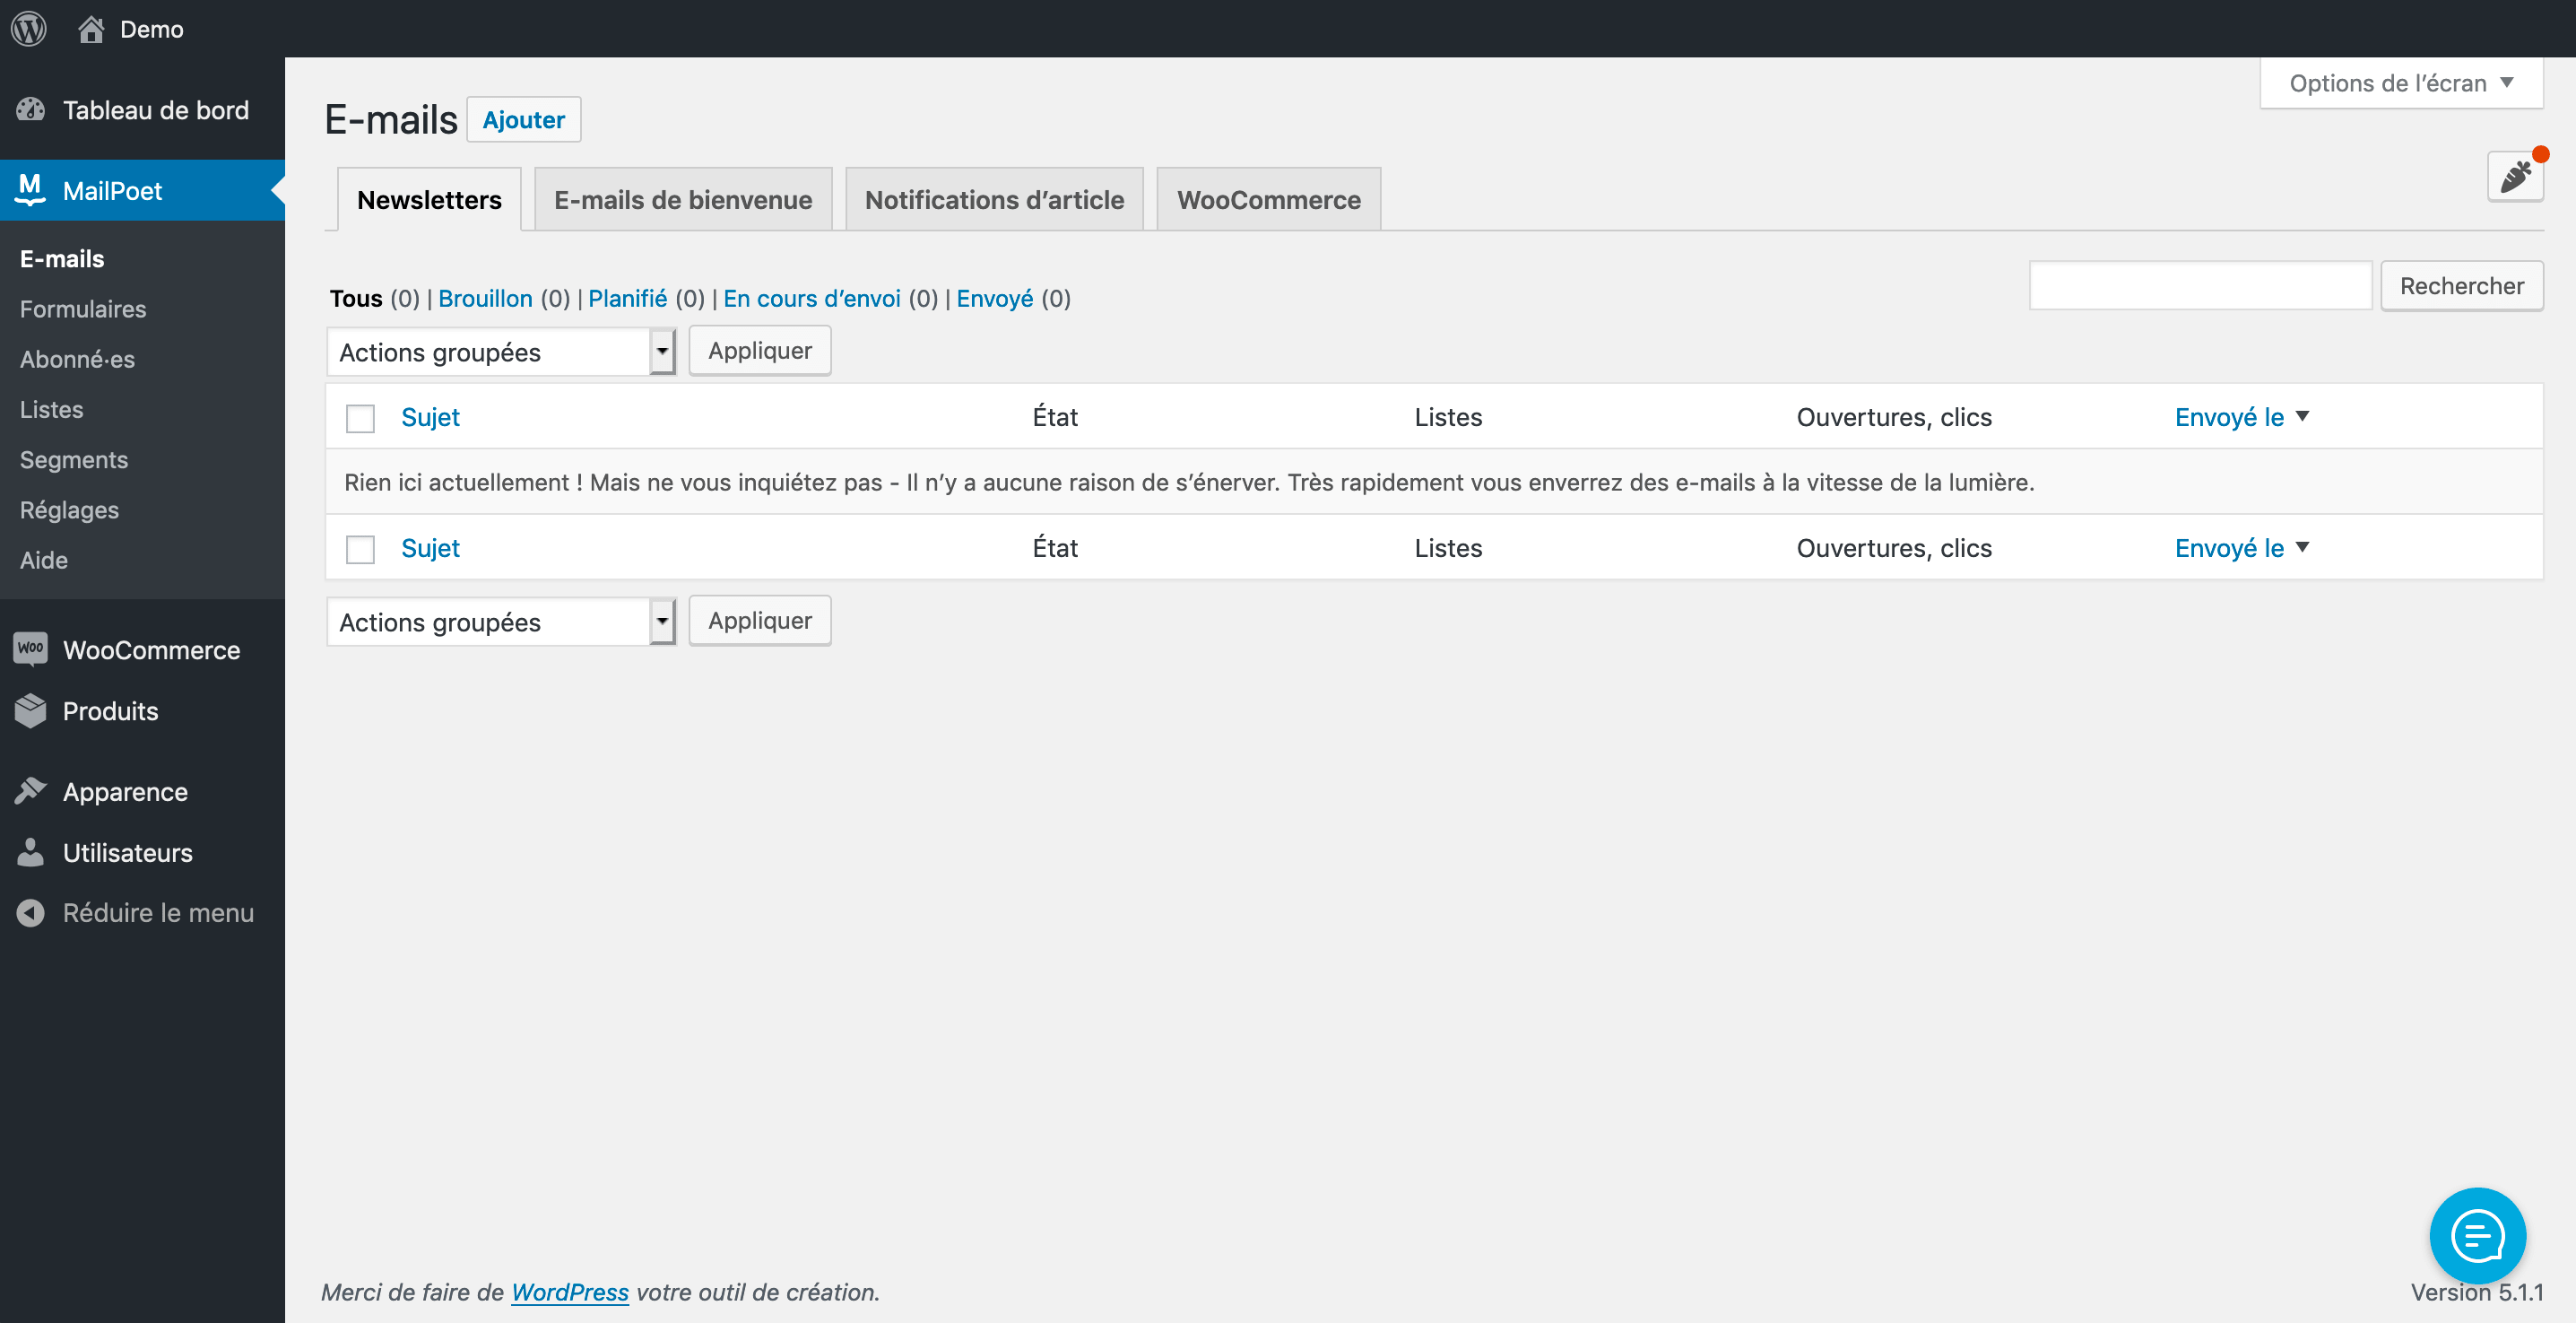 Demo
Tableau de bord
MailPoet
E-mails
Formulaires
Abonné·es
Listes
Segments
Réglages
Aide
WooCommerce
Produits
Apparence
Utilisateurs
Réduire le menu
Options de l’écran
E-mails Ajouter
Newsletters E-mails de bienvenue Notifications d’article WooCommerce
Tous (0) | Brouillon (0) | Planifié (0) | En cours d’envoi (0) | Envoyé (0)
Rechercher
Actions groupées Appliquer
Sujet État Listes Ouvertures, clics Envoyé le
Rien ici actuellement ! Mais ne vous inquiétez pas - Il n’y a aucune raison de s’énerver. Très rapidement vous enverrez des e-mails à la vitesse de la lumière.
Sujet État Listes Ouvertures, clics Envoyé le
Actions groupées Appliquer
Merci de faire de WordPress votre outil de création.
Version 5.1.1